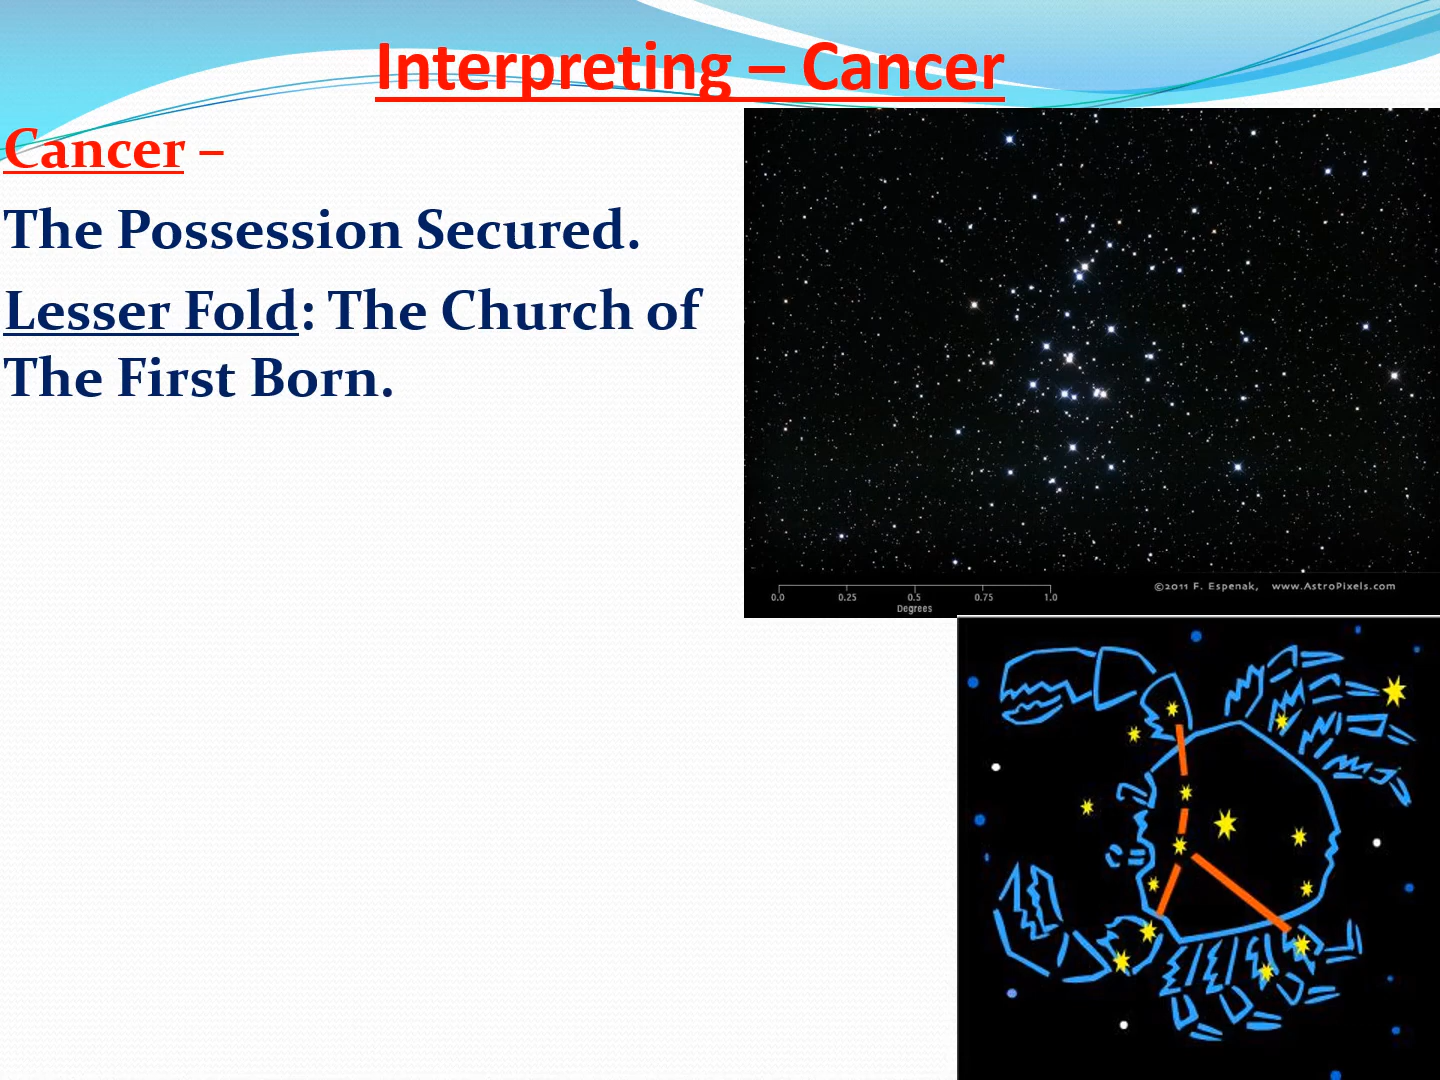 Interpreting – Cancer
Cancer –
The Possession Secured.
Lesser Fold: The Church of
The First Born.
©2011 F. Espenak, www.AstroPixels.com
0.0 0.25 0.5 0.75 1.0
Degrees